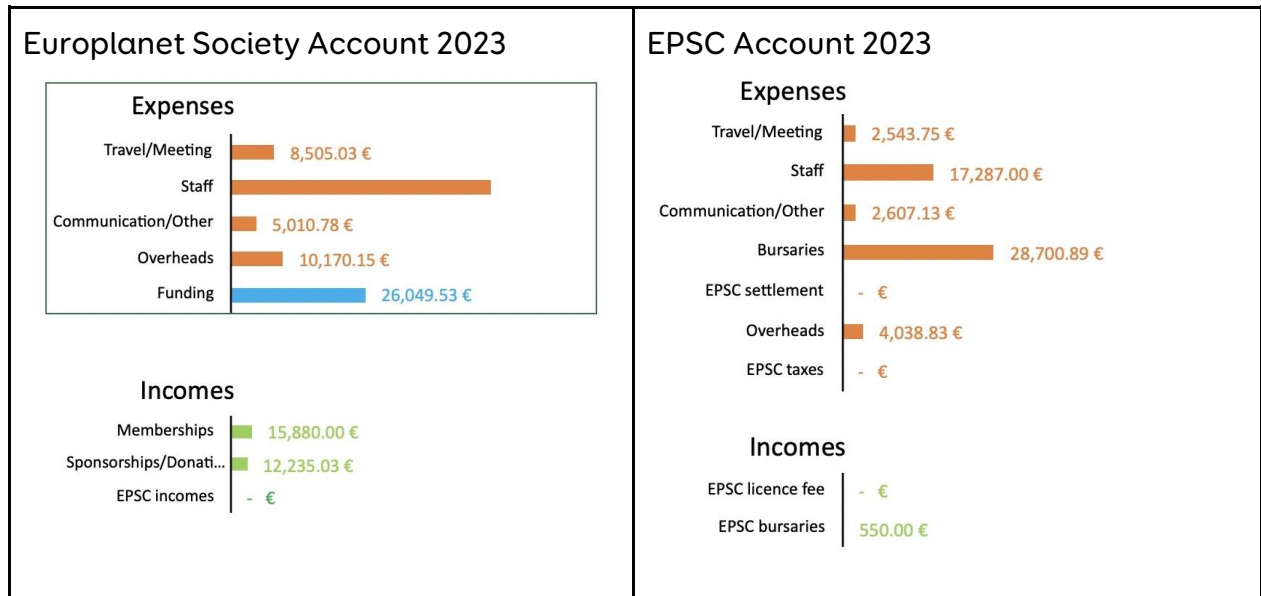 Europlanet Society Account 2023
Expenses
Travel/Meeting 8,505.03 €
Staff
Communication/Other 5,010.78 €
Overheads 10,170.15 €
Funding 26,049.53 €
Incomes
Memberships 15,880.00 €
Sponsorships/Donati... 12,235.03 €
EPSC incomes - €
EPSC Account 2023
Expenses
Travel/Meeting 2,543.75 €
Staff 17,287.00 €
Communication/Other 2,607.13 €
Bursaries 28,700.89 €
EPSC settlement - €
Overheads 4,038.83 €
EPSC taxes - €
Incomes
EPSC licence fee - €
EPSC bursaries 550.00 €